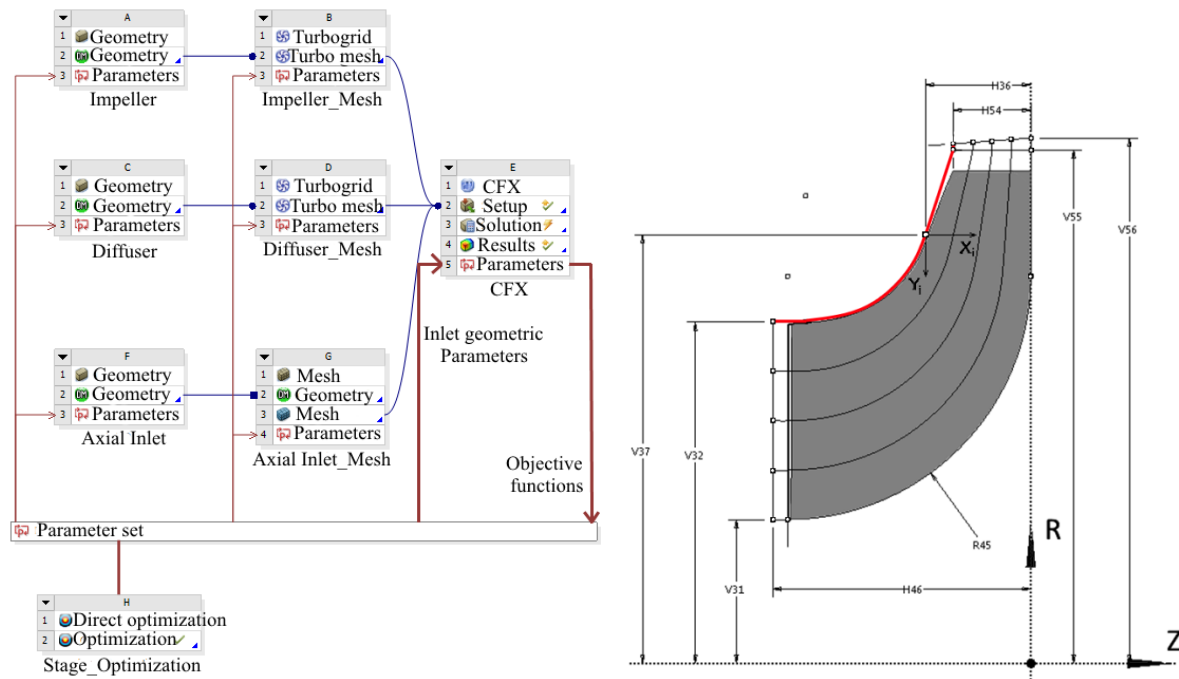 A
1 Geometry
2 Geometry
3 Parameters
Impeller
B
1 Turbogrid
2 Turbo mesh
3 Parameters
Impeller_Mesh
C
1 Geometry
2 Geometry
3 Parameters
Diffuser
D
1 Turbogrid
2 Turbo mesh
3 Parameters
Diffuser_Mesh
E
1 CFX
2 Setup
3 Solution
4 Results
5 Parameters
CFX
Inlet geometric
Parameters
F
1 Geometry
2 Geometry
3 Parameters
Axial Inlet
G
1 Mesh
2 Geometry
3 Mesh
4 Parameters
Axial Inlet_Mesh
Objective
functions
Parameter set
H
1 Direct optimization
2 Optimization
Stage_Optimization
H36
H54
V55
V56
Xi
Yi
V37
V32
R45
R
V31
H46
Z